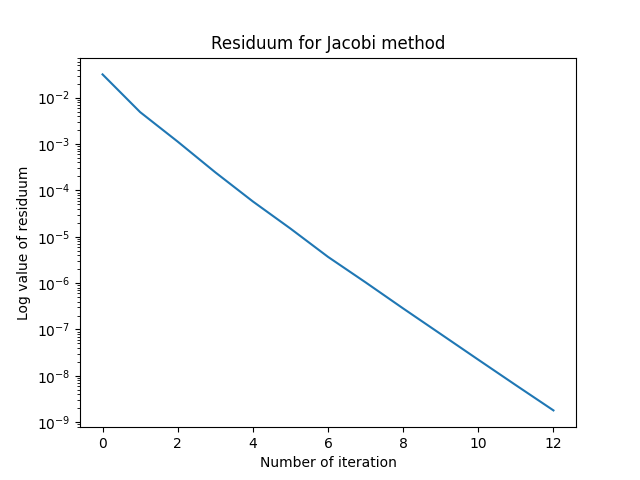 Residuum for Jacobi method
Log value of residuum
10⁻²
10⁻³
10⁻⁴
10⁻⁵
10⁻⁶
10⁻⁷
10⁻⁸
10⁻⁹
0 2 4 6 8 10 12
Number of iteration